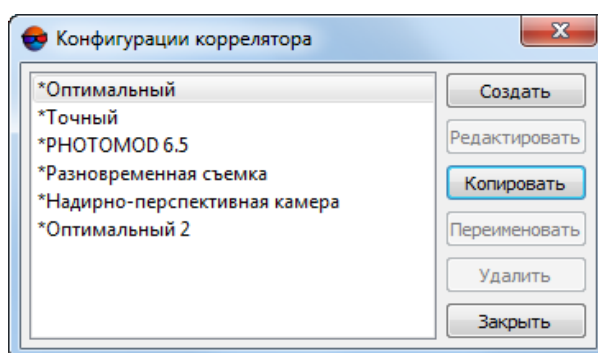 Конфигурации коррелятора
*Оптимальный
*Точный
*PHOTOMOD 6.5
*Разновременная съемка
*Надирно-перспективная камера
*Оптимальный 2
Создать
Редактировать
Копировать
Переименовать
Удалить
Закрыть